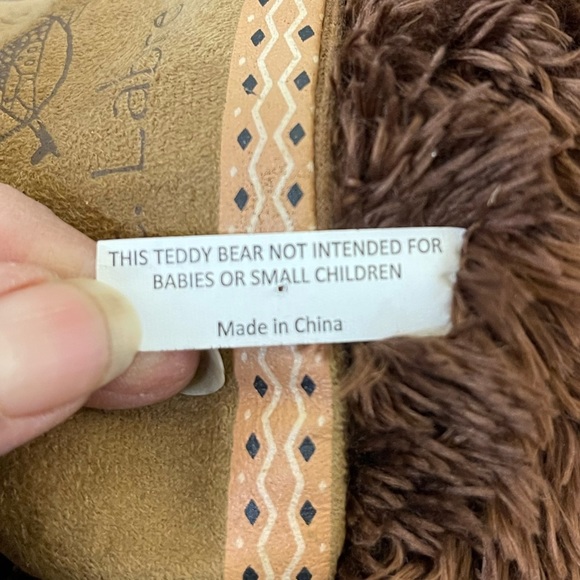 THIS TEDDY BEAR NOT INTENDED FOR
BABIES OR SMALL CHILDREN
Made in China